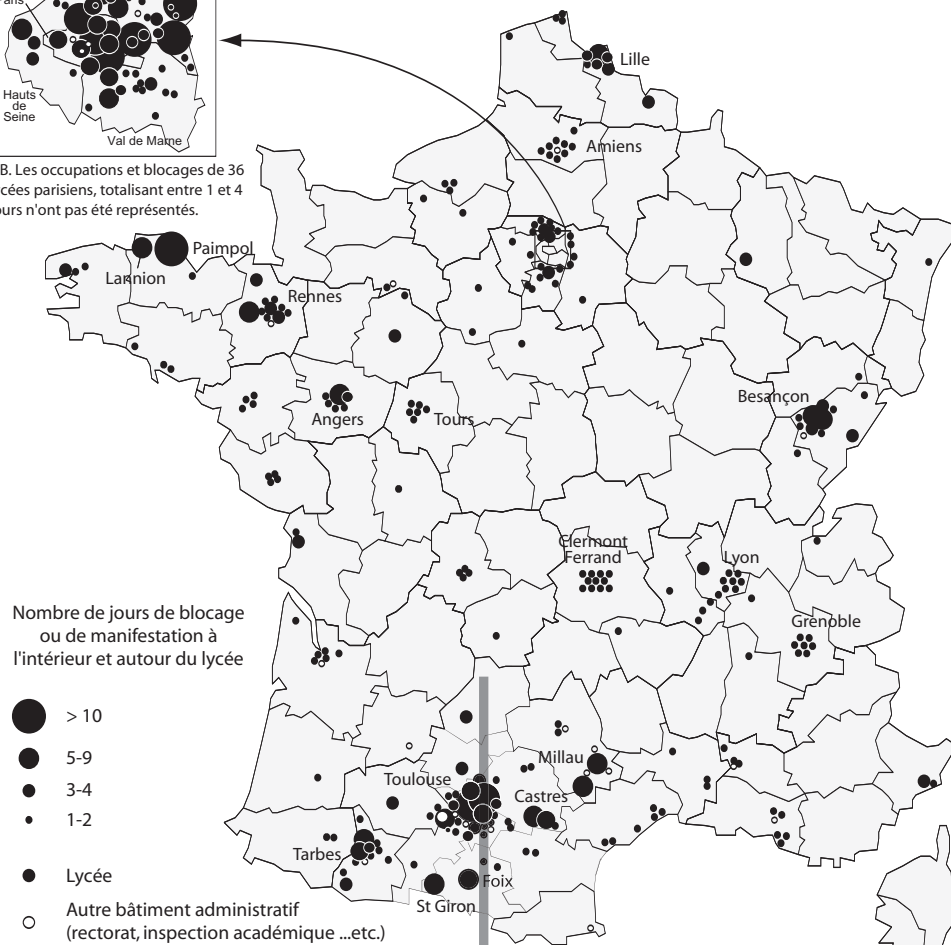 Hauts
de
Seine
Val de Marne
B. Les occupations et blocages de 36
cées parisiens, totalisant entre 1 et 4
ours n'ont pas été représentés.
Lille
Amiens
Paimpol
Lannion
Rennes
Angers
Tours
Besançon
Clermont
Ferrand
Lyon
Grenoble
Nombre de jours de blocage
ou de manifestation à
l'intérieur et autour du lycée
> 10
5-9
3-4
1-2
Lycée
Autre bâtiment administratif
(rectorat, inspection académique ...etc.)
Millau
Toulouse
Castres
Tarbes
Foix
St Giron